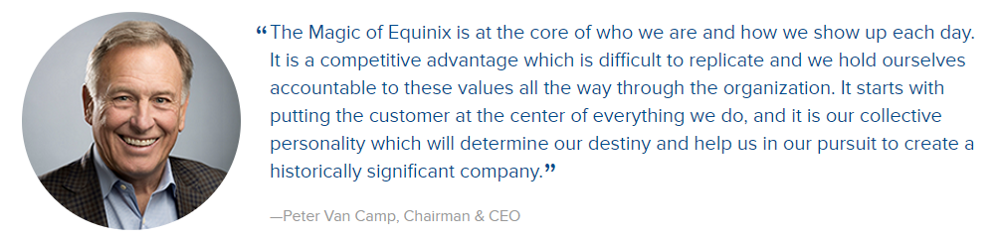 “The Magic of Equinix is at the core of who we are and how we show up each day.
It is a competitive advantage which is difficult to replicate and we hold ourselves
accountable to these values all the way through the organization. It starts with
putting the customer at the center of everything we do, and it is our collective
personality which will determine our destiny and help us in our pursuit to create a
historically significant company.”
—Peter Van Camp, Chairman & CEO